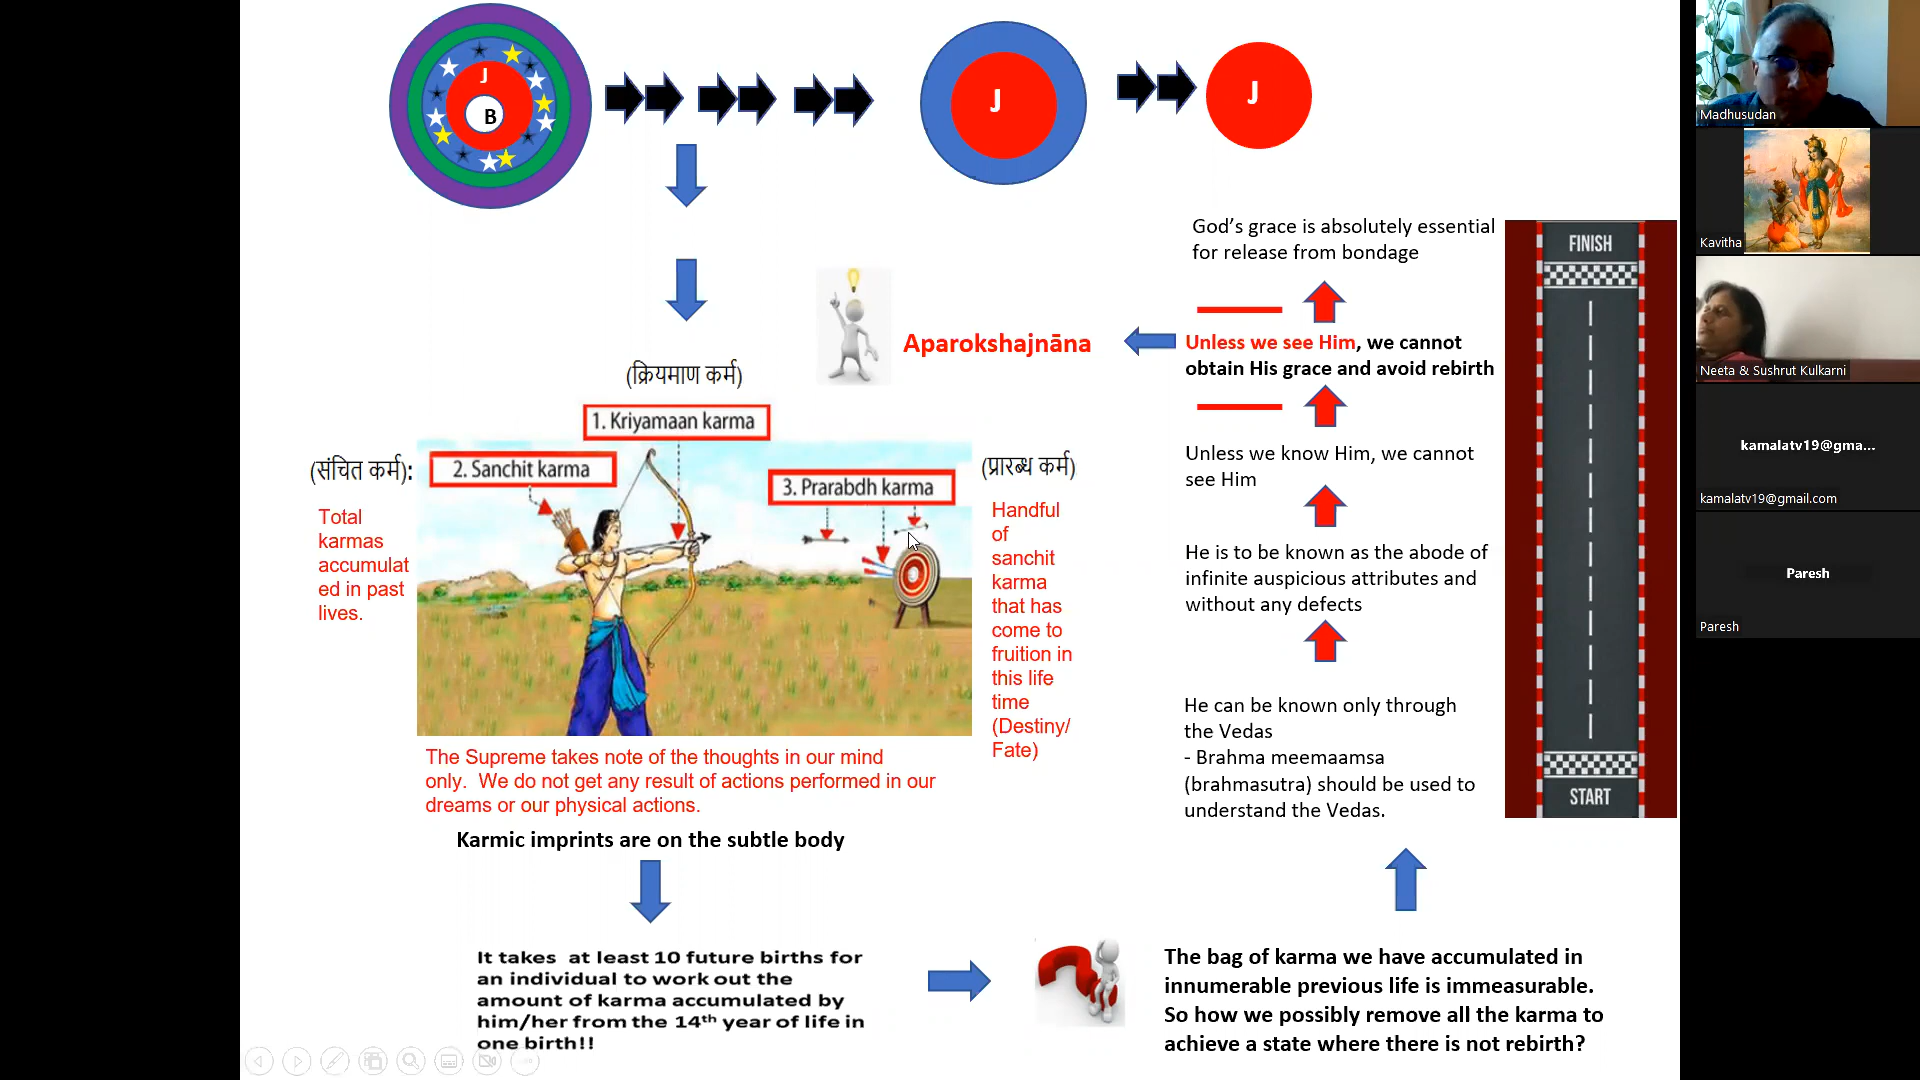 J
B
J
J
God's grace is absolutely essential
for release from bondage
Aparokshajnāna
Unless we see Him, we cannot
obtain His grace and avoid rebirth
Unless we know Him, we cannot
see Him
He is to be known as the abode of
infinite auspicious attributes and
without any defects
He can be known only through
the Vedas
- Brahma meemaamsa
(brahmasutra) should be used to
understand the Vedas.
FINISH
START
(क्रियमाण कर्म)
1. Kriyamaan karma
(संचित कर्म):
2. Sanchit karma
3. Prarabdh karma
(प्रारब्ध कर्म)
Total
karmas
accumulat
ed in past
lives.
Handful
of
sanchit
karma
that has
come to
fruition in
this life
time
(Destiny/
Fate)
The Supreme takes note of the thoughts in our mind
only. We do not get any result of actions performed in our
dreams or our physical actions.
Karmic imprints are on the subtle body
It takes at least 10 future births for
an individual to work out the
amount of karma accumulated by
him/her from the 14th year of life in
one birth!!
The bag of karma we have accumulated in
innumerable previous life is immeasurable.
So how we possibly remove all the karma to
achieve a state where there is not rebirth?
Madhusudan
Kavitha
Neeta & Sushrut Kulkarni
kamalatv19@gma...
kamalatv19@gmail.com
Paresh
Paresh